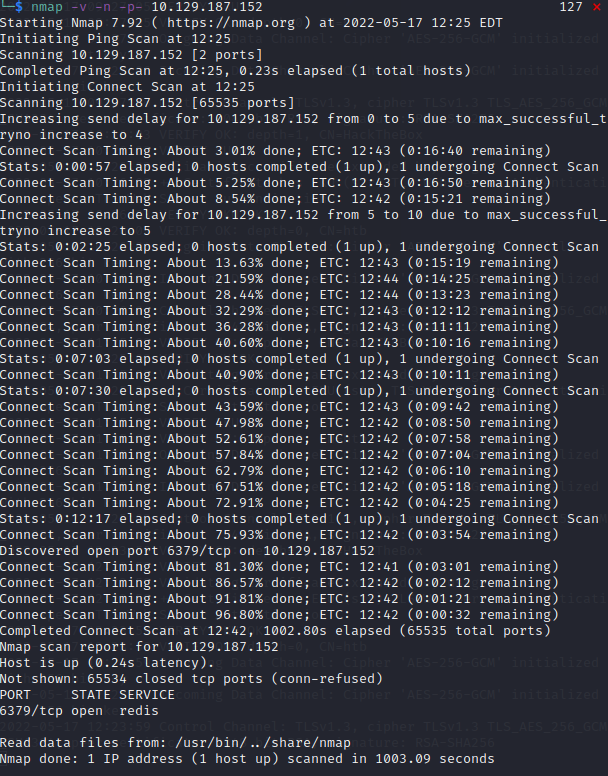 └─$ nmap -v -n -p- 10.129.187.152 127 ⨯
Starting Nmap 7.92 ( https://nmap.org ) at 2022-05-17 12:25 EDT
Initiating Ping Scan at 12:25
Scanning 10.129.187.152 [2 ports]
Completed Ping Scan at 12:25, 0.23s elapsed (1 total hosts)
Initiating Connect Scan at 12:25
Scanning 10.129.187.152 [65535 ports]
Increasing send delay for 10.129.187.152 from 0 to 5 due to max_successful_t
ryno increase to 4
Connect Scan Timing: About 3.01% done; ETC: 12:43 (0:16:40 remaining)
Stats: 0:00:57 elapsed; 0 hosts completed (1 up), 1 undergoing Connect Scan
Connect Scan Timing: About 5.25% done; ETC: 12:43 (0:16:50 remaining)
Connect Scan Timing: About 8.54% done; ETC: 12:42 (0:15:21 remaining)
Increasing send delay for 10.129.187.152 from 5 to 10 due to max_successful_
tryno increase to 5
Stats: 0:02:25 elapsed; 0 hosts completed (1 up), 1 undergoing Connect Scan
Connect Scan Timing: About 13.63% done; ETC: 12:43 (0:15:19 remaining)
Connect Scan Timing: About 21.59% done; ETC: 12:44 (0:14:25 remaining)
Connect Scan Timing: About 28.44% done; ETC: 12:44 (0:13:23 remaining)
Connect Scan Timing: About 32.29% done; ETC: 12:43 (0:12:12 remaining)
Connect Scan Timing: About 36.28% done; ETC: 12:43 (0:11:11 remaining)
Connect Scan Timing: About 40.60% done; ETC: 12:43 (0:10:16 remaining)
Stats: 0:07:03 elapsed; 0 hosts completed (1 up), 1 undergoing Connect Scan
Connect Scan Timing: About 40.90% done; ETC: 12:43 (0:10:11 remaining)
Stats: 0:07:30 elapsed; 0 hosts completed (1 up), 1 undergoing Connect Scan
Connect Scan Timing: About 43.59% done; ETC: 12:43 (0:09:42 remaining)
Connect Scan Timing: About 47.98% done; ETC: 12:42 (0:08:50 remaining)
Connect Scan Timing: About 52.61% done; ETC: 12:42 (0:07:58 remaining)
Connect Scan Timing: About 57.84% done; ETC: 12:42 (0:07:04 remaining)
Connect Scan Timing: About 62.79% done; ETC: 12:42 (0:06:10 remaining)
Connect Scan Timing: About 67.51% done; ETC: 12:42 (0:05:18 remaining)
Connect Scan Timing: About 72.91% done; ETC: 12:42 (0:04:25 remaining)
Stats: 0:12:17 elapsed; 0 hosts completed (1 up), 1 undergoing Connect Scan
Connect Scan Timing: About 75.93% done; ETC: 12:42 (0:03:54 remaining)
Discovered open port 6379/tcp on 10.129.187.152
Connect Scan Timing: About 81.30% done; ETC: 12:41 (0:03:01 remaining)
Connect Scan Timing: About 86.57% done; ETC: 12:42 (0:02:12 remaining)
Connect Scan Timing: About 91.81% done; ETC: 12:42 (0:01:21 remaining)
Connect Scan Timing: About 96.80% done; ETC: 12:42 (0:00:32 remaining)
Completed Connect Scan at 12:42, 1002.80s elapsed (65535 total ports)
Nmap scan report for 10.129.187.152
Host is up (0.24s latency).
Not shown: 65534 closed tcp ports (conn-refused)
PORT     STATE SERVICE
6379/tcp open  redis
Read data files from: /usr/bin/../share/nmap
Nmap done: 1 IP address (1 host up) scanned in 1003.09 seconds